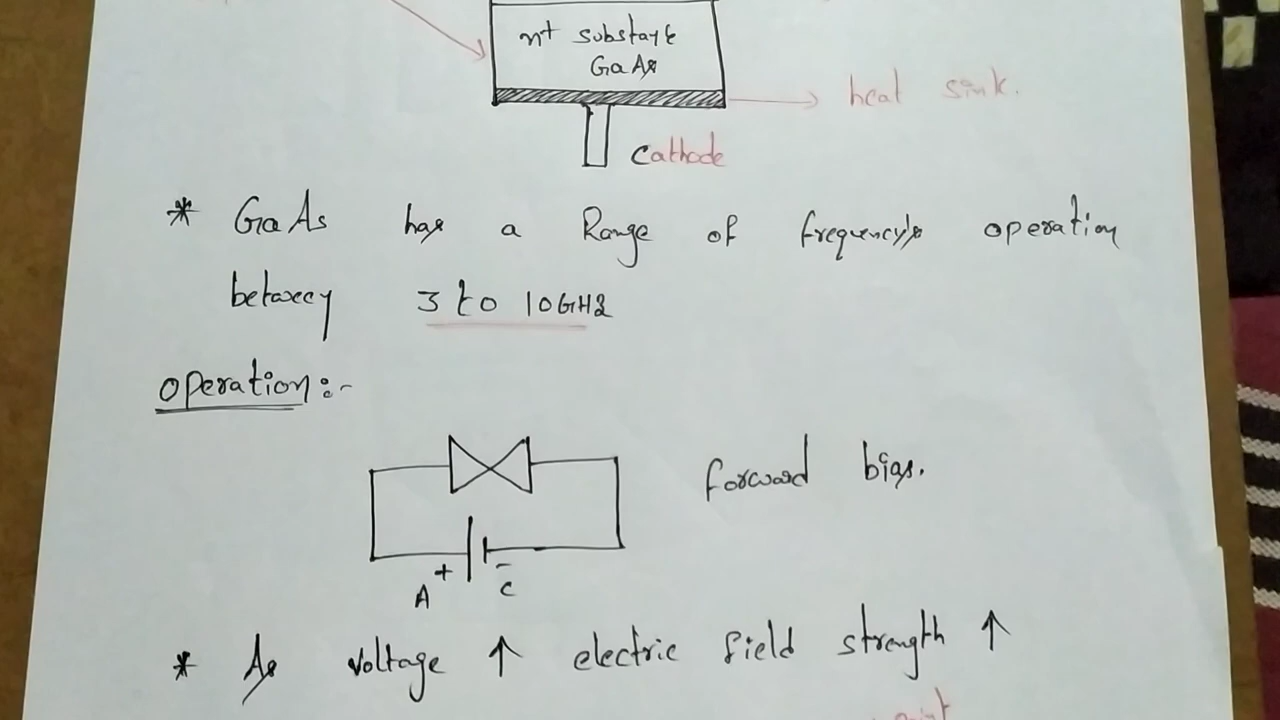 n+ substrate
GaAs
heat sink.
cathode
* GaAs has a Range of frequency's operation
between 3 to 10GHz
operation:-
forward bias.
+ -
A C
* As voltage ↑ electric field strength ↑
point